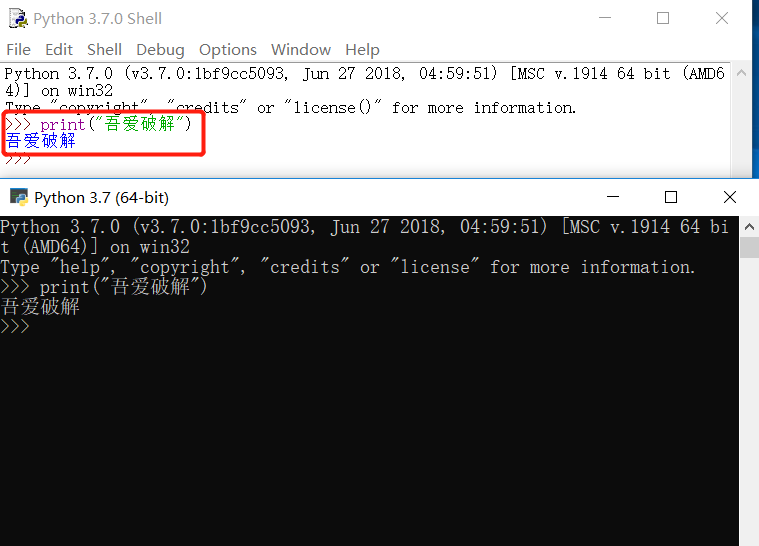 Python 3.7.0 Shell
File Edit Shell Debug Options Window Help
Python 3.7.0 (v3.7.0:1bf9cc5093, Jun 27 2018, 04:59:51) [MSC v.1914 64 bit (AMD6
4)] on win32
Type "copyright", "credits" or "license()" for more information.
>>> print("吾爱破解")
吾爱破解
>>>
Python 3.7 (64-bit)
Python 3.7.0 (v3.7.0:1bf9cc5093, Jun 27 2018, 04:59:51) [MSC v.1914 64 bi
t (AMD64)] on win32
Type "help", "copyright", "credits" or "license" for more information.
>>> print("吾爱破解")
吾爱破解
>>>